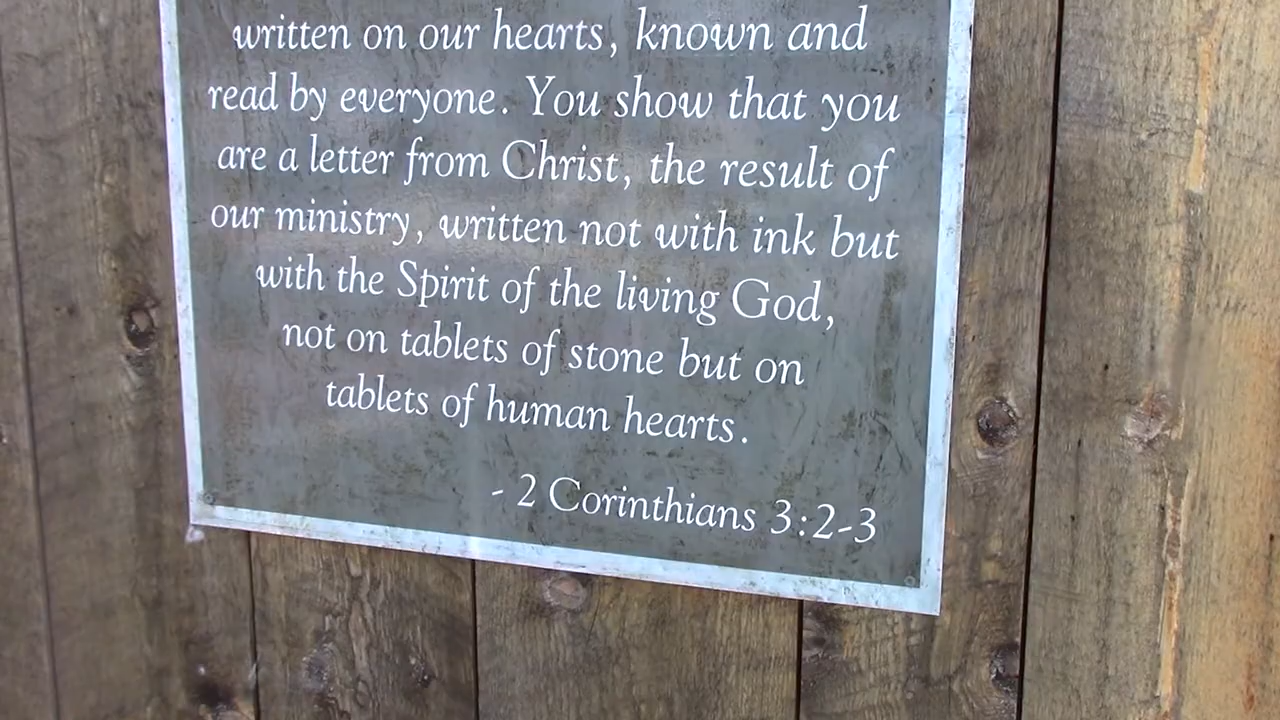 written on our hearts, known and
read by everyone. You show that you
are a letter from Christ, the result of
our ministry, written not with ink but
with the Spirit of the living God,
not on tablets of stone but on
tablets of human hearts.
- 2 Corinthians 3:2-3